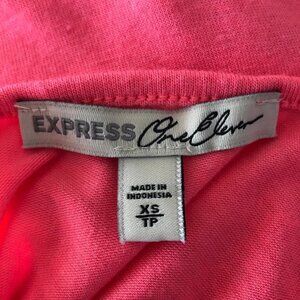 EXPRESS One Eleven
MADE IN
INDONESIA
XS
TP